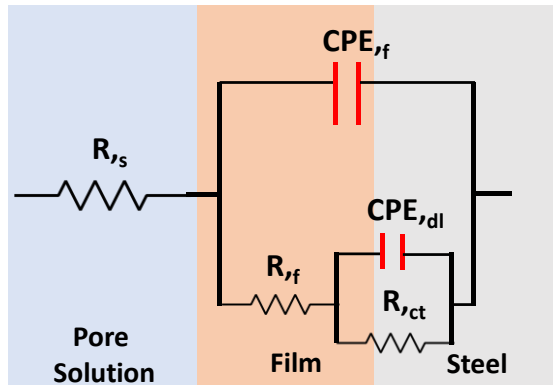 CPE,f
R,s
CPE,dl
R,f
R,ct
Pore
Solution
Film
Steel